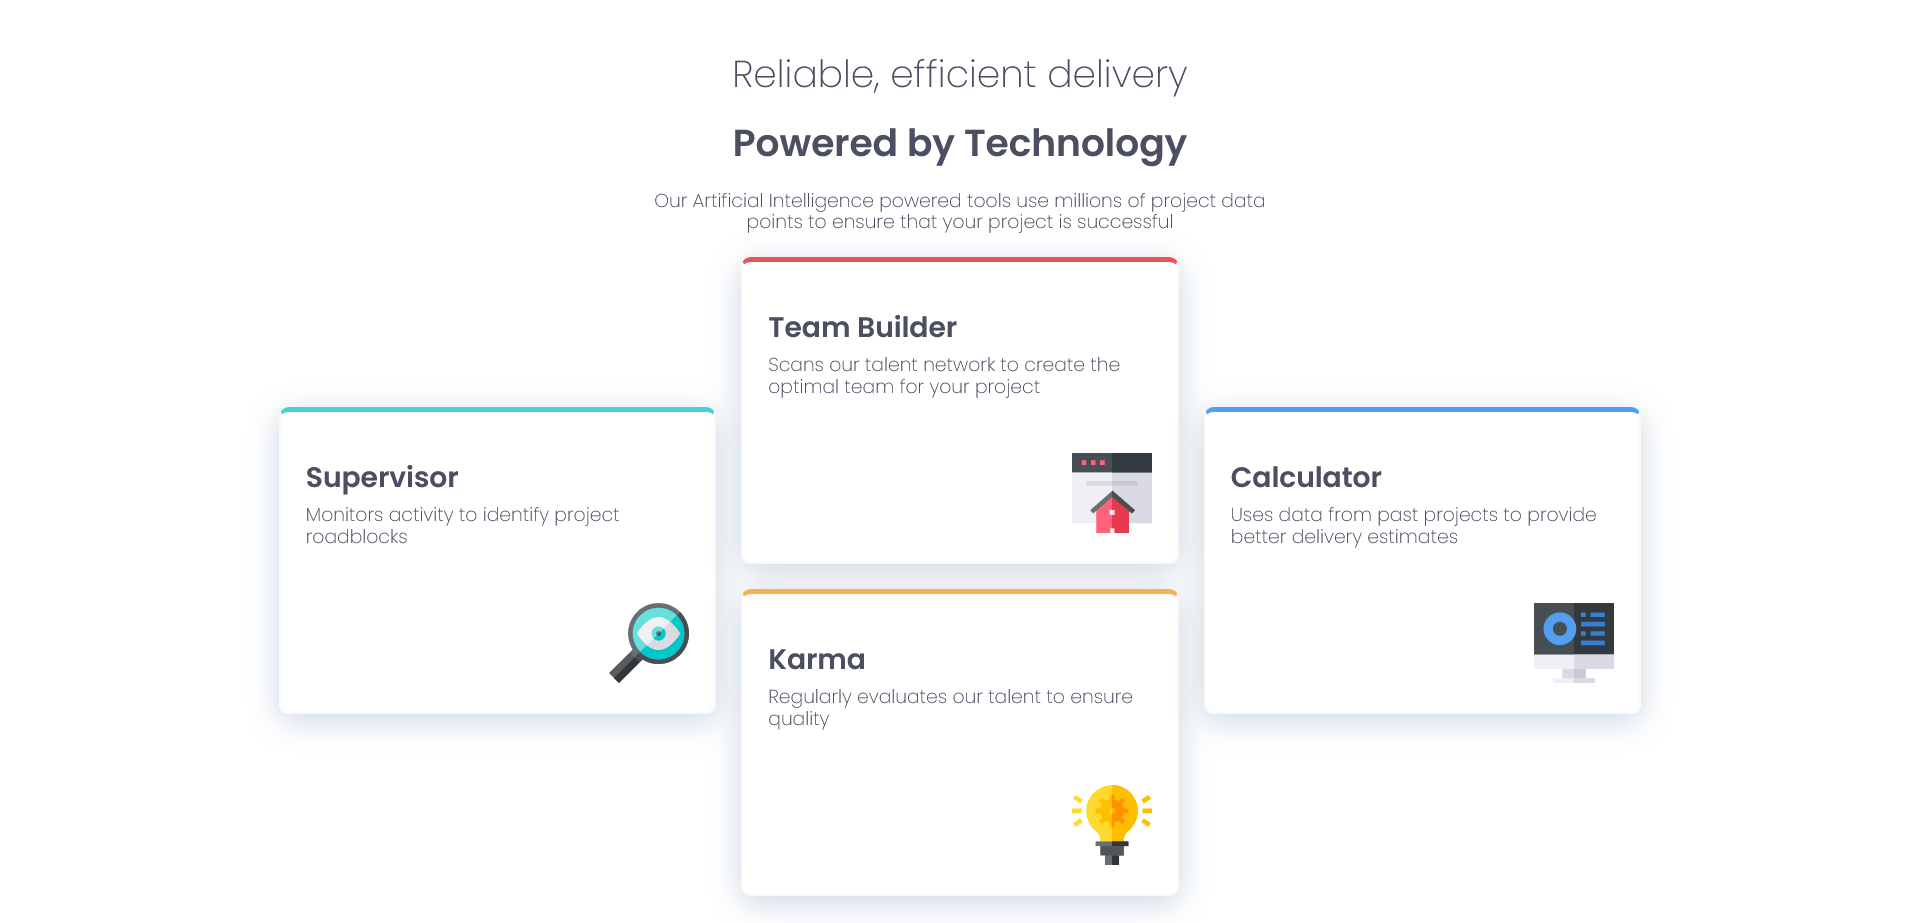 Reliable, efficient delivery
Powered by Technology
Our Artificial Intelligence powered tools use millions of project data
points to ensure that your project is successful
Supervisor
Monitors activity to identify project
roadblocks
Team Builder
Scans our talent network to create the
optimal team for your project
Karma
Regularly evaluates our talent to ensure
quality
Calculator
Uses data from past projects to provide
better delivery estimates